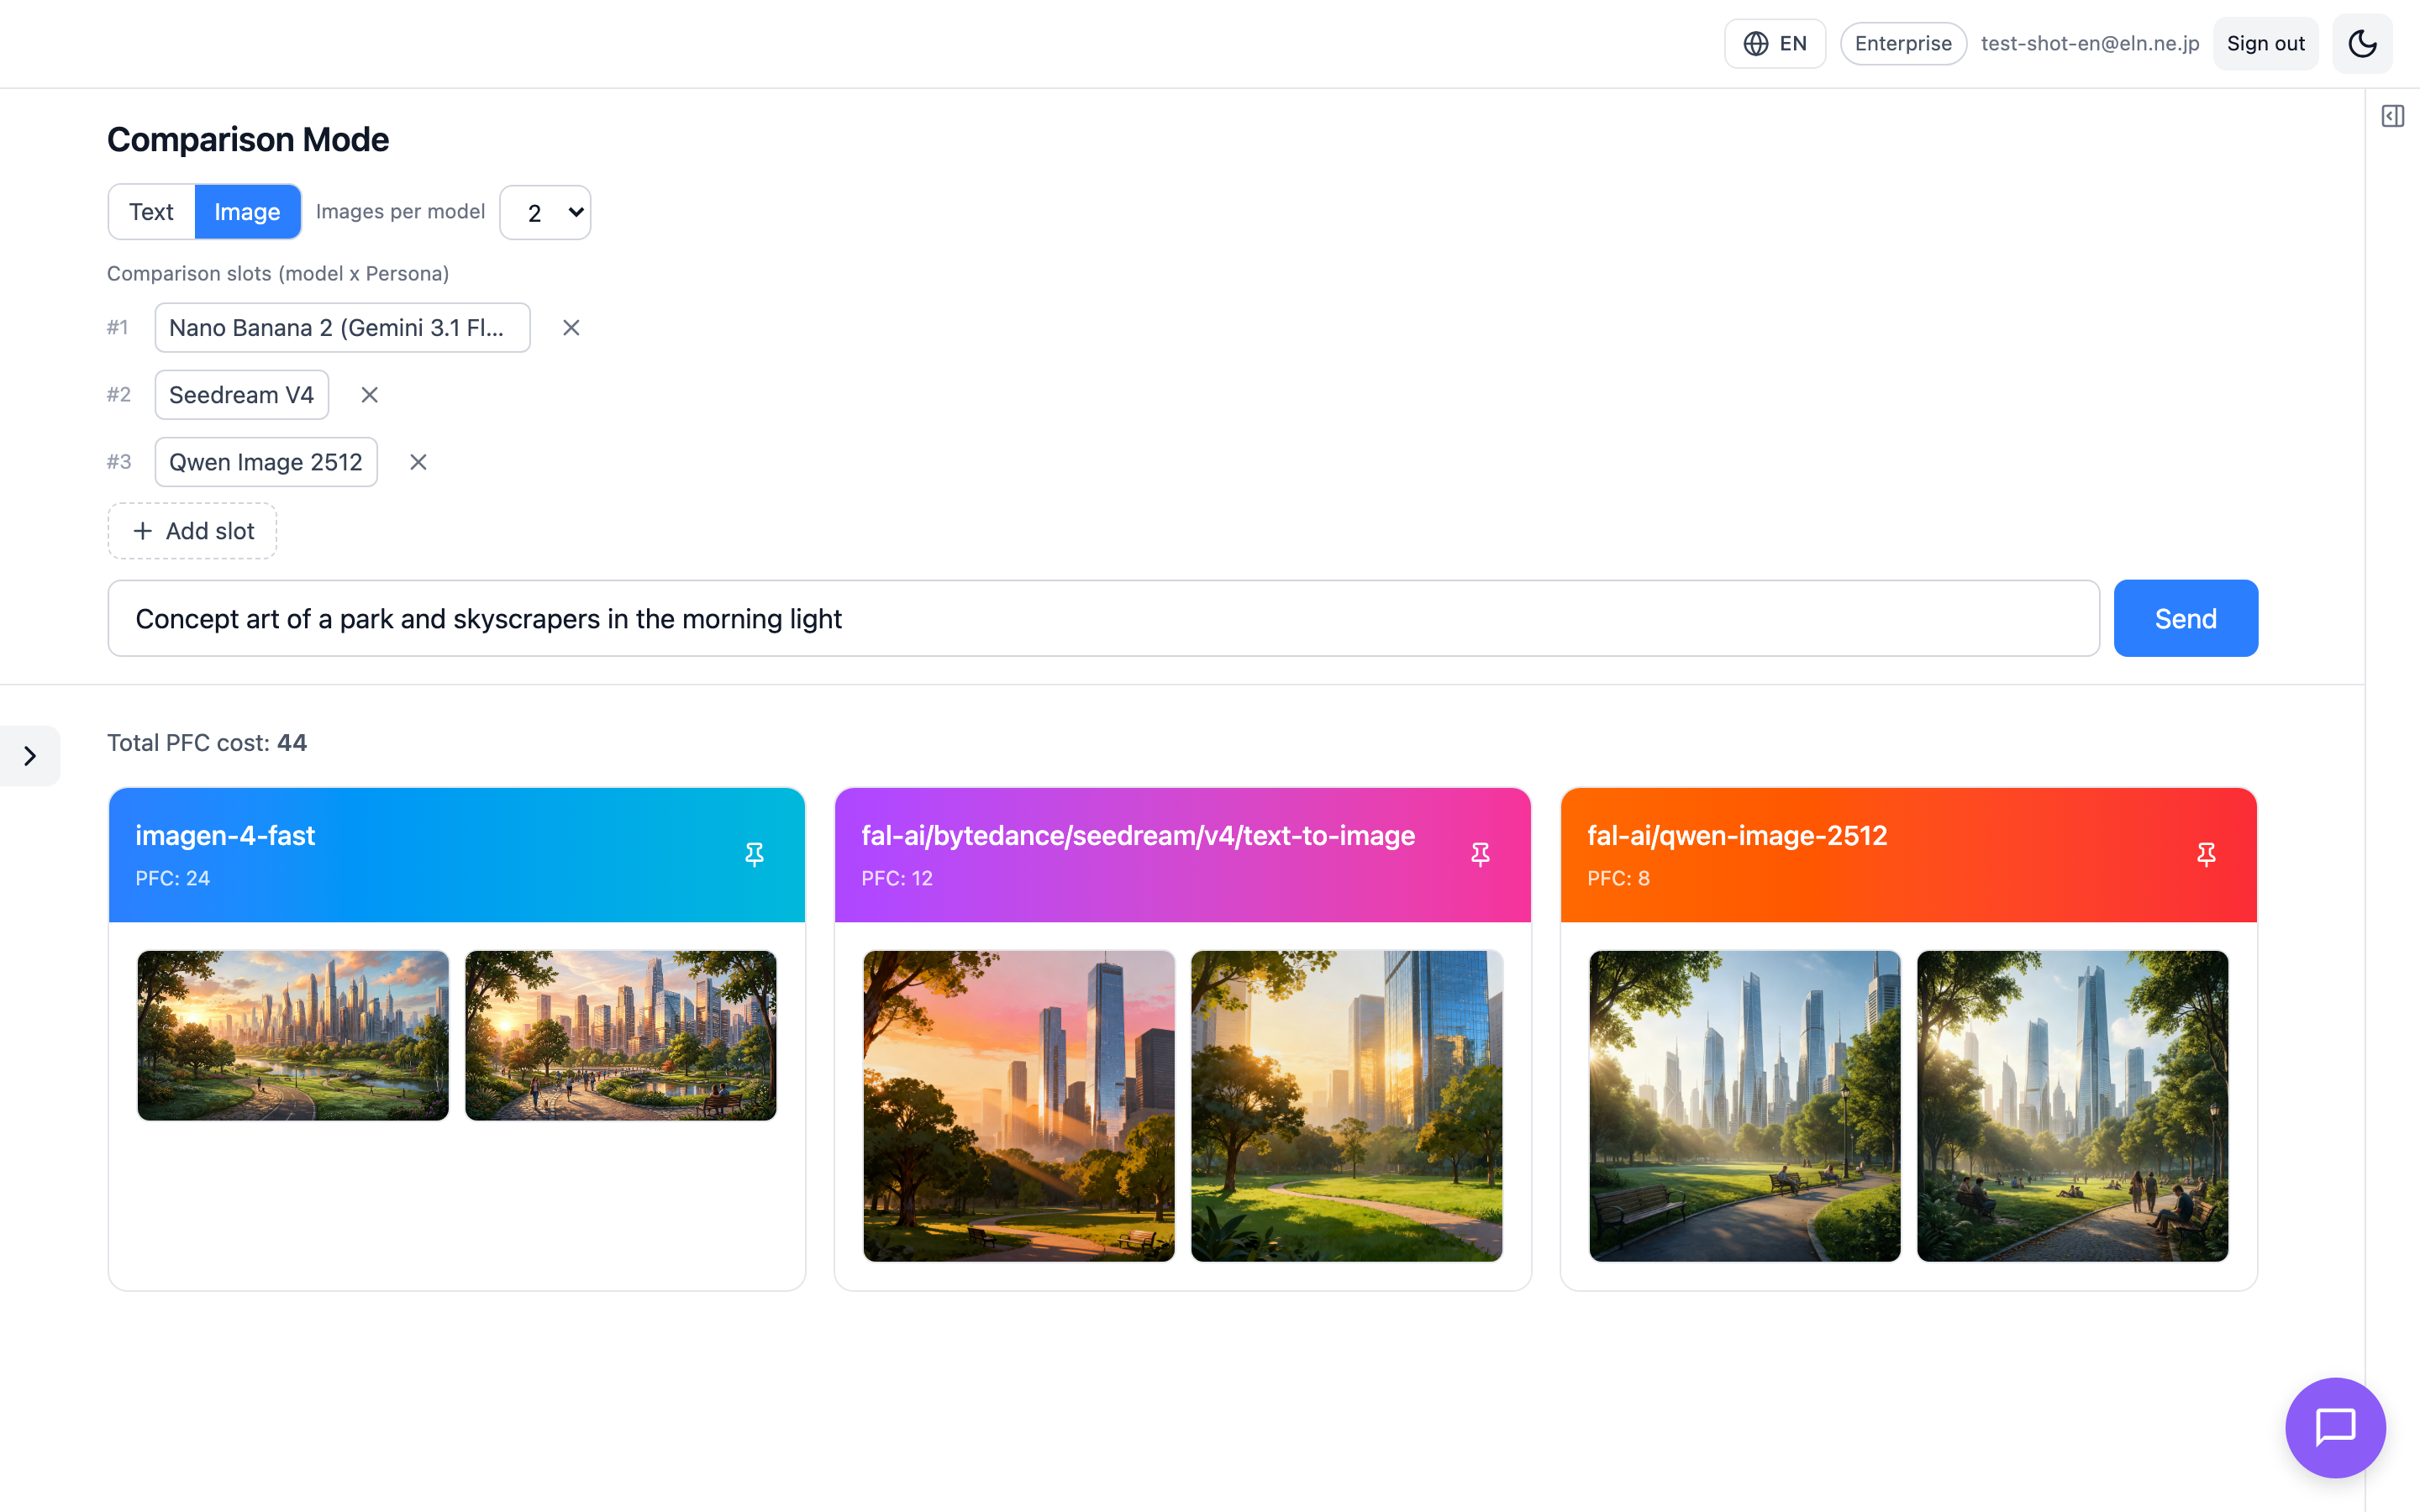 EN
Enterprise
test-shot-en@eln.ne.jp
Sign out
Comparison Mode
Text
Image
Images per model
2
Comparison slots (model x Persona)
#1
Nano Banana 2 (Gemini 3.1 Fl...
#2
Seedream V4
#3
Qwen Image 2512
Add slot
Concept art of a park and skyscrapers in the morning light
Send
Total PFC cost: 44
imagen-4-fast
PFC: 24
fal-ai/bytedance/seedream/v4/text-to-image
PFC: 12
fal-ai/qwen-image-2512
PFC: 8